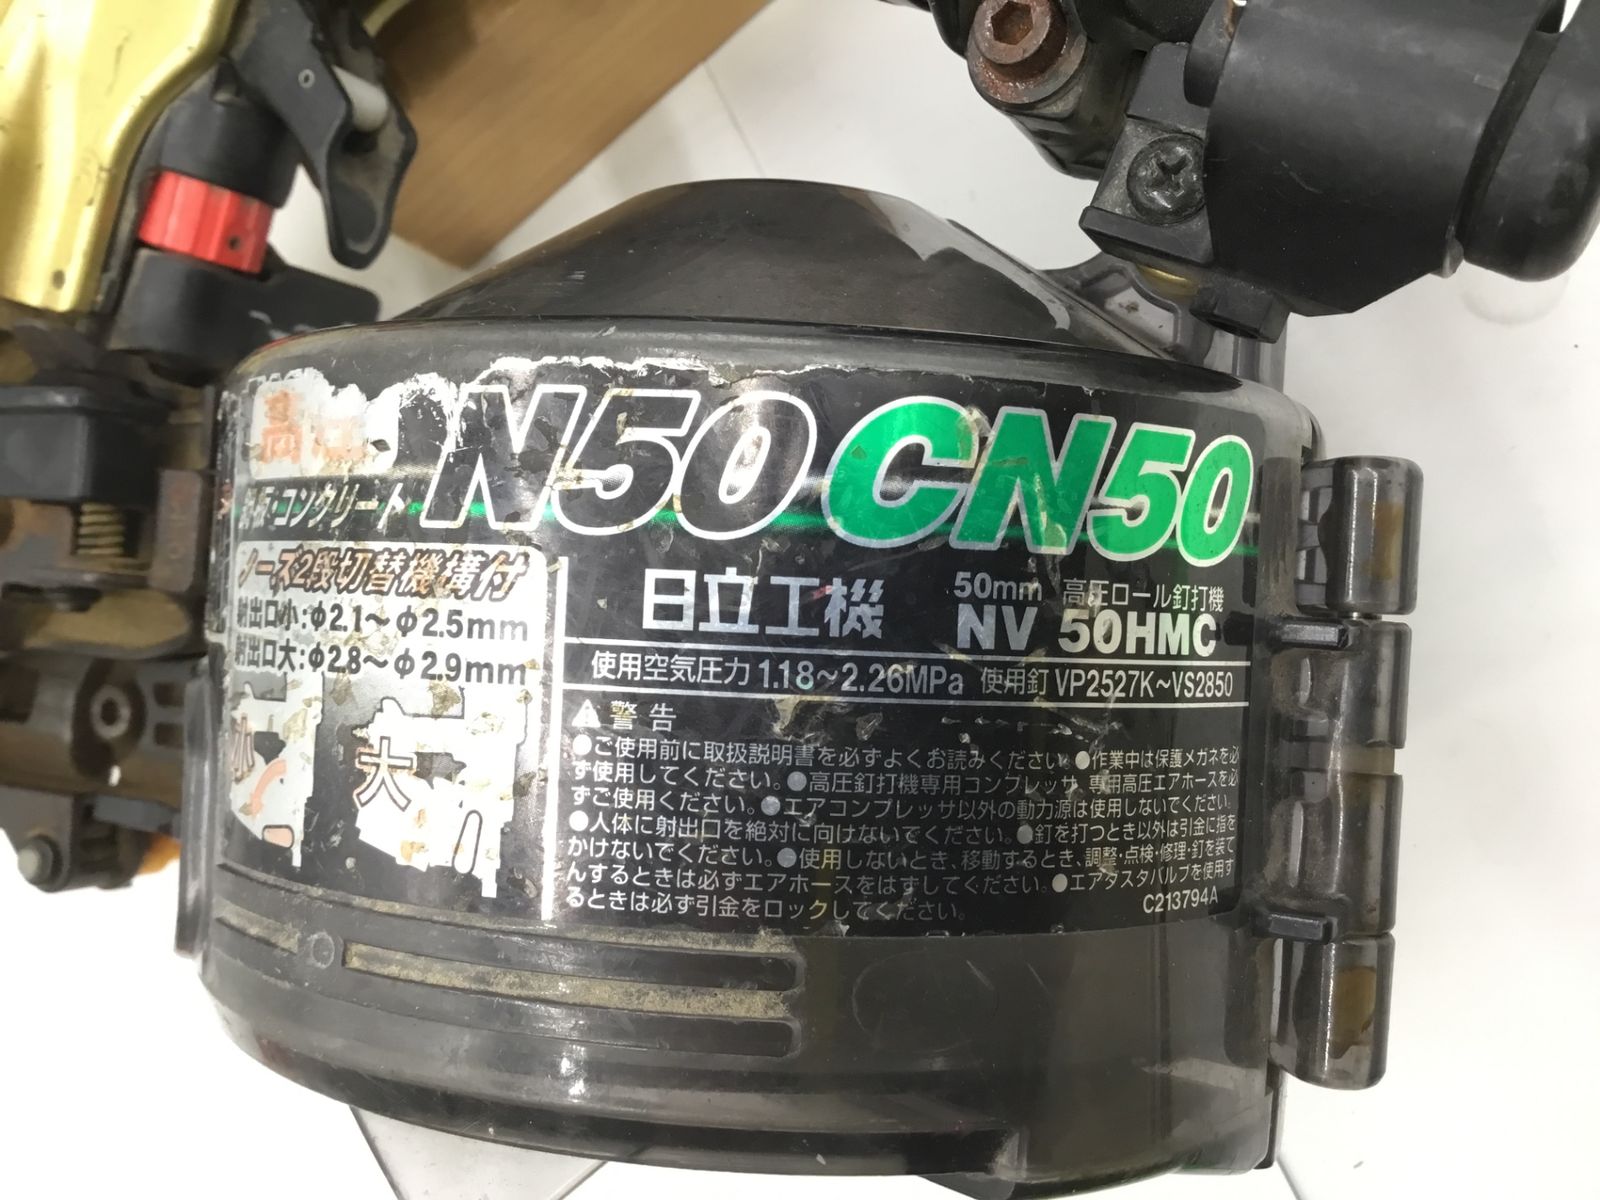 高圧
鋼板・コンクリート
N50 CN50
ノーズ2段切替機構付
射出口小:φ2.1～φ2.5mm
射出口大:φ2.8～φ2.9mm
小
大
日立工機
50mm 高圧ロール釘打機
NV 50HMC
使用空気圧力 1.18～2.26MPa 使用釘 VP2527K～VS2850
⚠警告
●ご使用前に取扱説明書を必ずよくお読みください。●作業中は保護メガネを必
ず使用してください。●高圧釘打機専用コンプレッサ、専用高圧エアホースを必
ずご使用ください。●エアコンプレッサ以外の動力源は使用しないでください。
●人体に射出口を絶対に向けないでください。●釘を打つとき以外は引金に指を
かけないでください。●使用しないとき、移動するとき、調整・点検・修理・釘を装て
んするときは必ずエアホースをはずしてください。●エアダスタバルブを使用す
るときは必ず引金をロックしてください。
C213794A